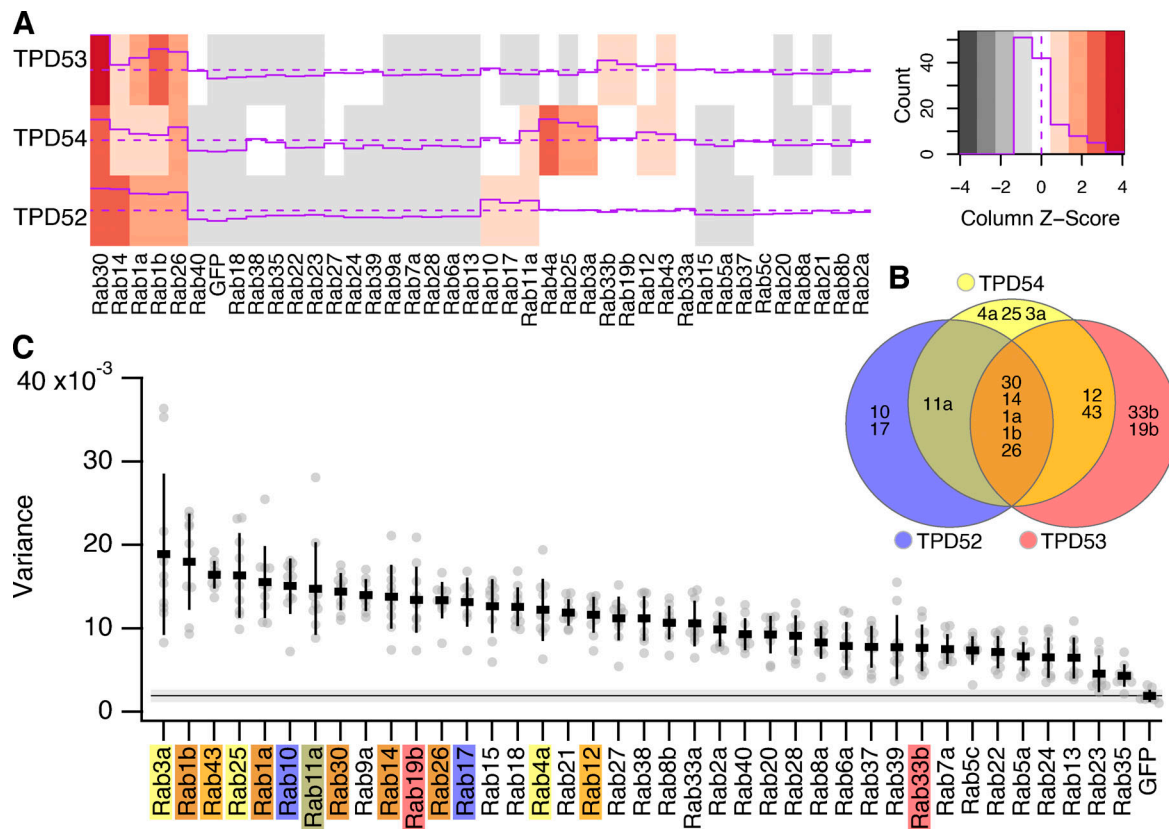 A
TPD53
TPD54
TPD52
Rab30
Rab14
Rab1a
Rab1b
Rab26
Rab40
GFP
Rab18
Rab38
Rab35
Rab22
Rab23
Rab27
Rab24
Rab39
Rab9a
Rab7a
Rab28
Rab6a
Rab13
Rab10
Rab17
Rab11a
Rab4a
Rab25
Rab3a
Rab33b
Rab19b
Rab12
Rab43
Rab33a
Rab15
Rab5a
Rab37
Rab5c
Rab20
Rab8a
Rab21
Rab8b
Rab2a
Count
40
20
0
−4 −2 0 2 4
Column Z−Score
B
TPD54
4a 25 3a
10
17
11a
30
14
1a
1b
26
12
43
33b
19b
TPD52
TPD53
C
40 x10⁻³
30
20
10
0
Variance
Rab3a
Rab1b
Rab43
Rab25
Rab1a
Rab10
Rab11a
Rab30
Rab9a
Rab14
Rab19b
Rab26
Rab17
Rab15
Rab18
Rab4a
Rab21
Rab12
Rab27
Rab38
Rab8b
Rab33a
Rab2a
Rab40
Rab20
Rab28
Rab8a
Rab6a
Rab37
Rab39
Rab33b
Rab7a
Rab5c
Rab22
Rab5a
Rab24
Rab13
Rab23
Rab35
GFP